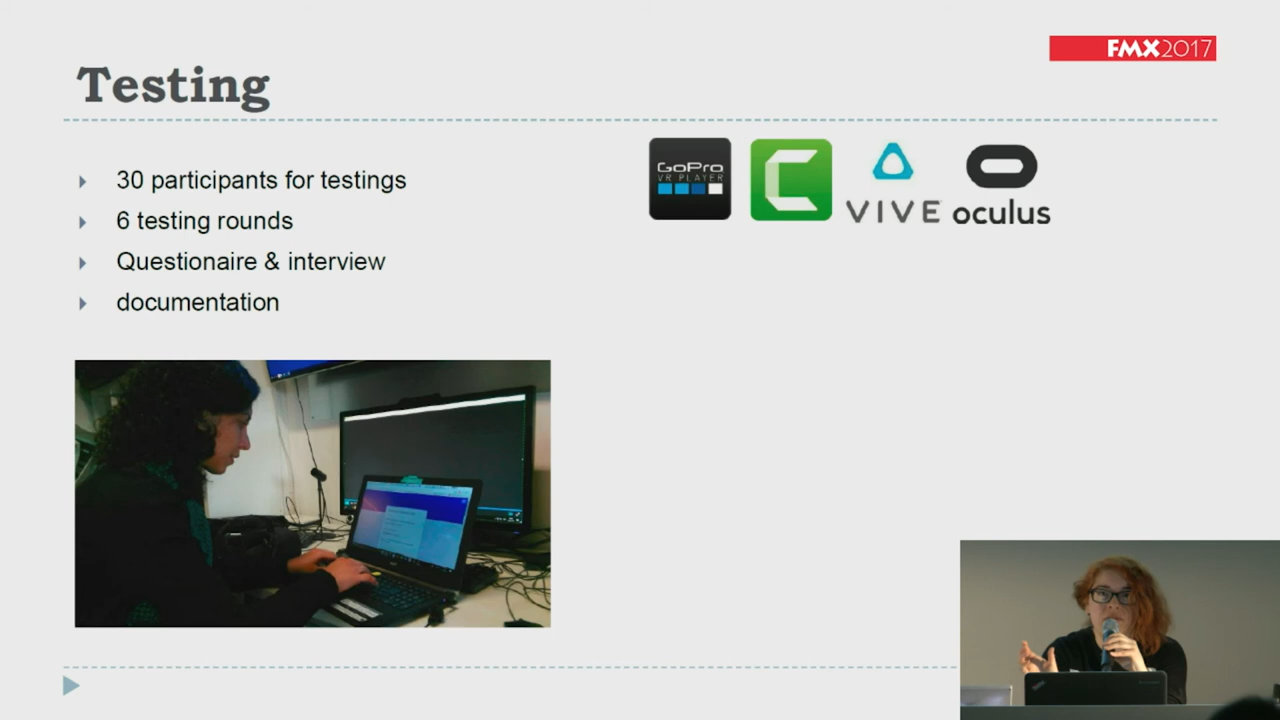 FMX2017
Testing
30 participants for testings
6 testing rounds
Questionaire & interview
documentation
GoPro
VR PLAYER
VIVE
oculus